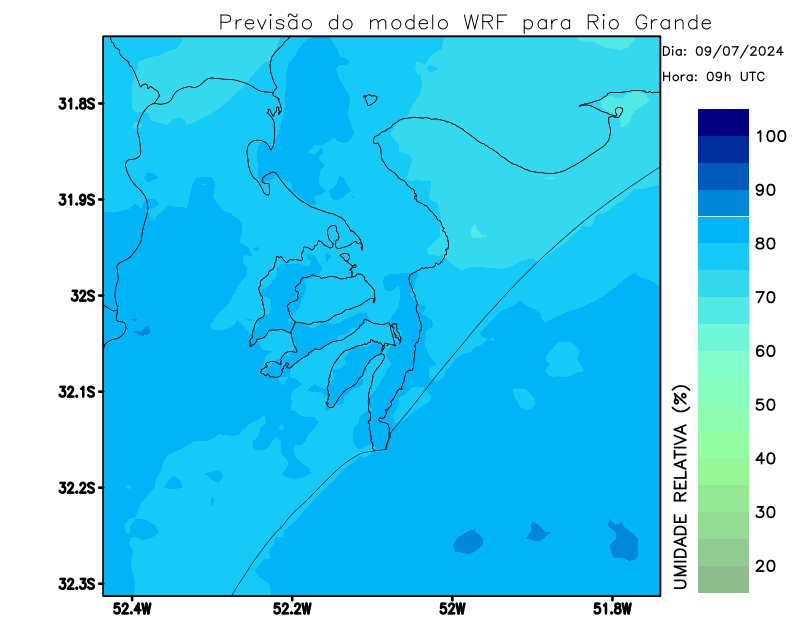 Previsão do modelo WRF para Rio Grande
Dia: 09/07/2024
Hora: 09h UTC
31.8S
31.9S
32S
32.1S
32.2S
32.3S
52.4W
52.2W
52W
51.8W
UMIDADE RELATIVA (%)
100
90
80
70
60
50
40
30
20